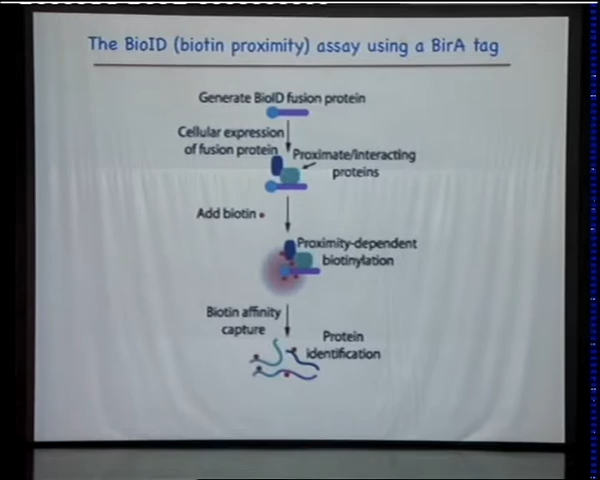 The BioID (biotin proximity) assay using a BirA tag
Generate BioID fusion protein
Cellular expression
of fusion protein
Proximate/interacting
proteins
Add biotin
Proximity-dependent
biotinylation
Biotin affinity
capture
Protein
identification